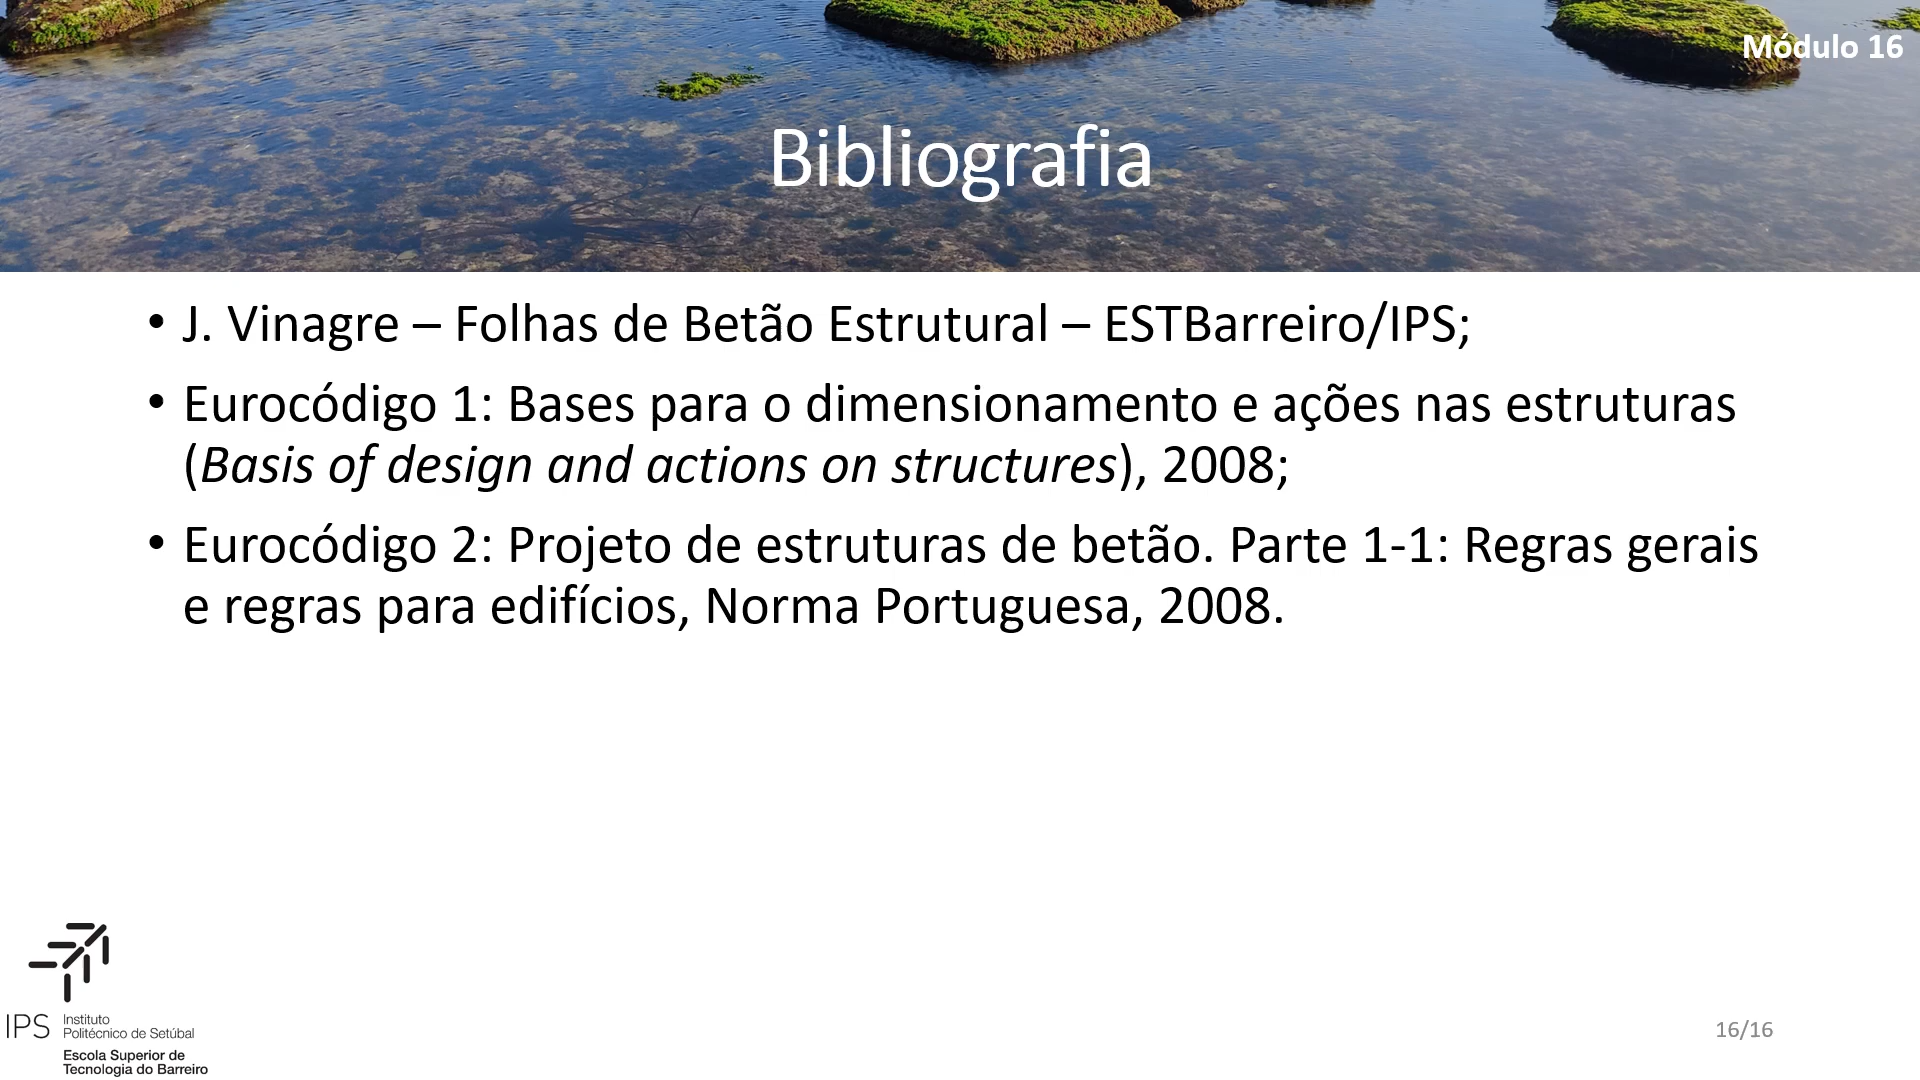 Módulo 16
Bibliografia
• J. Vinagre – Folhas de Betão Estrutural – ESTBarreiro/IPS;
• Eurocódigo 1: Bases para o dimensionamento e ações nas estruturas
(Basis of design and actions on structures), 2008;
• Eurocódigo 2: Projeto de estruturas de betão. Parte 1-1: Regras gerais
e regras para edifícios, Norma Portuguesa, 2008.
IPS Instituto
Politécnico de Setúbal
Escola Superior de
Tecnologia do Barreiro
16/16